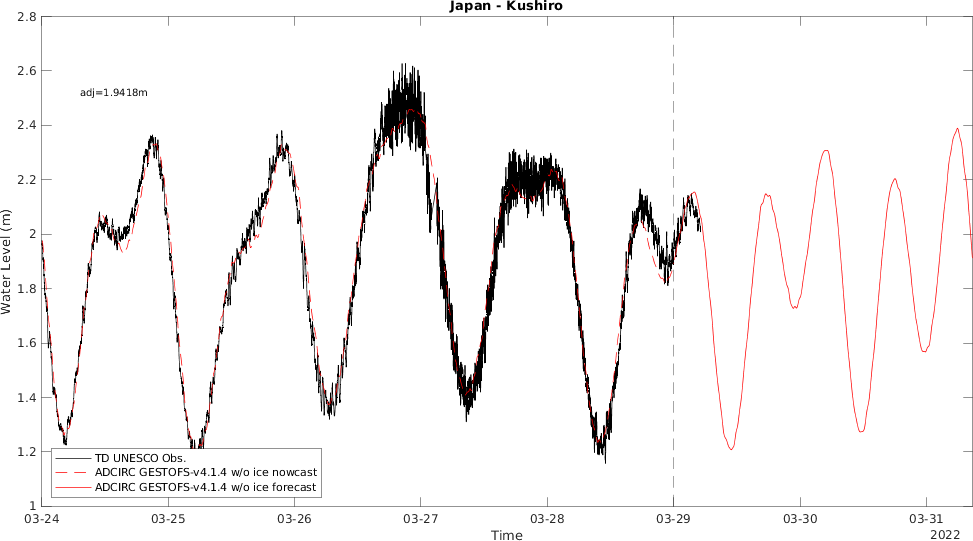 Japan - Kushiro
2.8
2.6
2.4
2.2
2
1.8
1.6
1.4
1.2
1
Water Level (m)
adj=1.9418m
TD UNESCO Obs.
ADCIRC GESTOFS-v4.1.4 w/o ice nowcast
ADCIRC GESTOFS-v4.1.4 w/o ice forecast
03-24 03-25 03-26 03-27 03-28 03-29 03-30 03-31
Time
2022